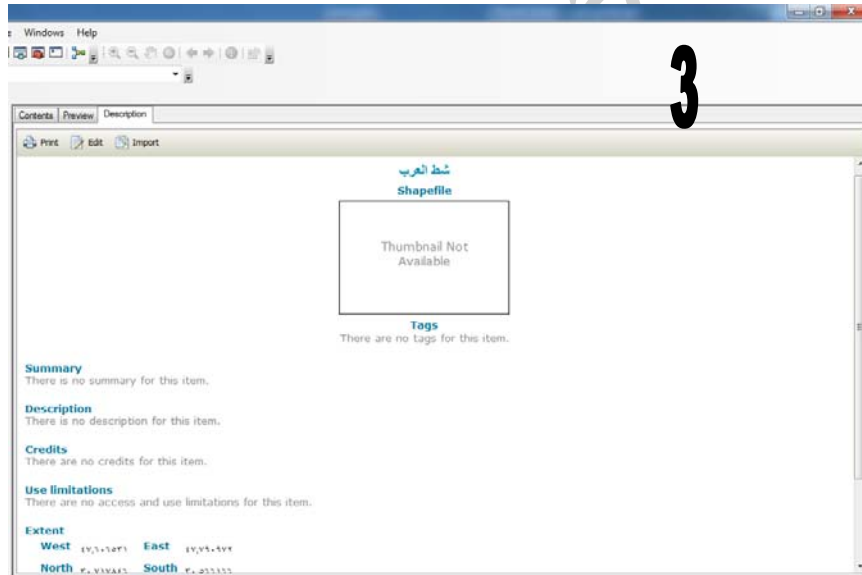 Windows Help
3
Contents Preview Description
Print Edit Import
شط العرب
Shapefile
Thumbnail Not
Available
Tags
There are no tags for this item.
Summary
There is no summary for this item.
Description
There is no description for this item.
Credits
There are no credits for this item.
Use limitations
There are no access and use limitations for this item.
Extent
West East
North South